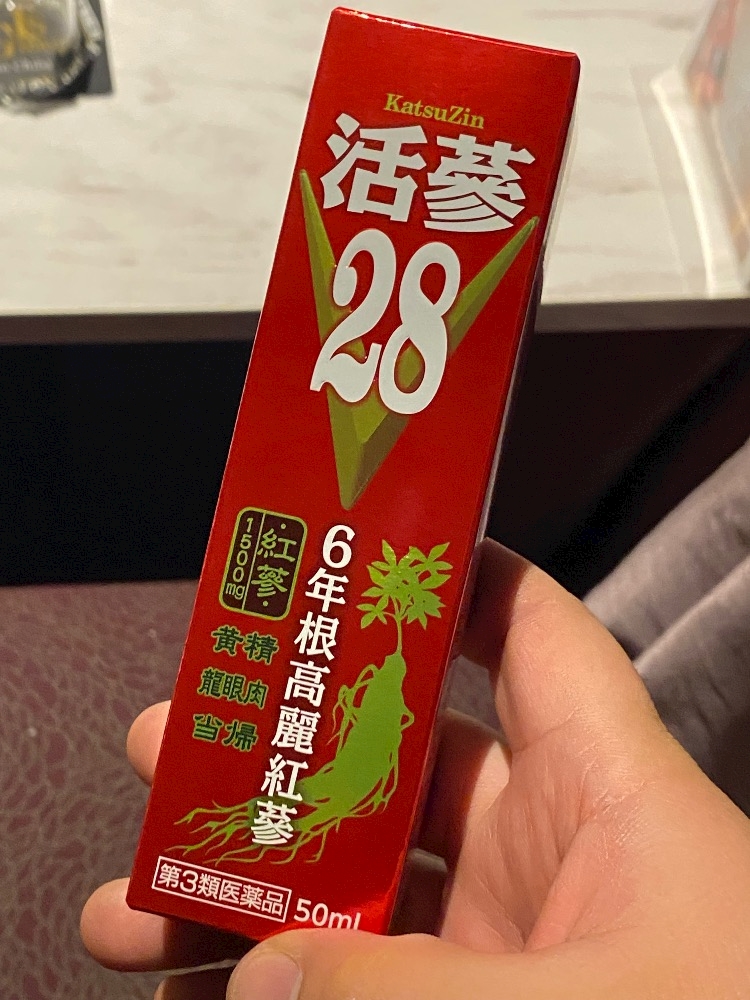 KatsuZin
活蔘
28
6年根高麗紅蔘
・紅蔘・
1500mg
黄精
龍眼肉
当帰
第3類医薬品
50ml